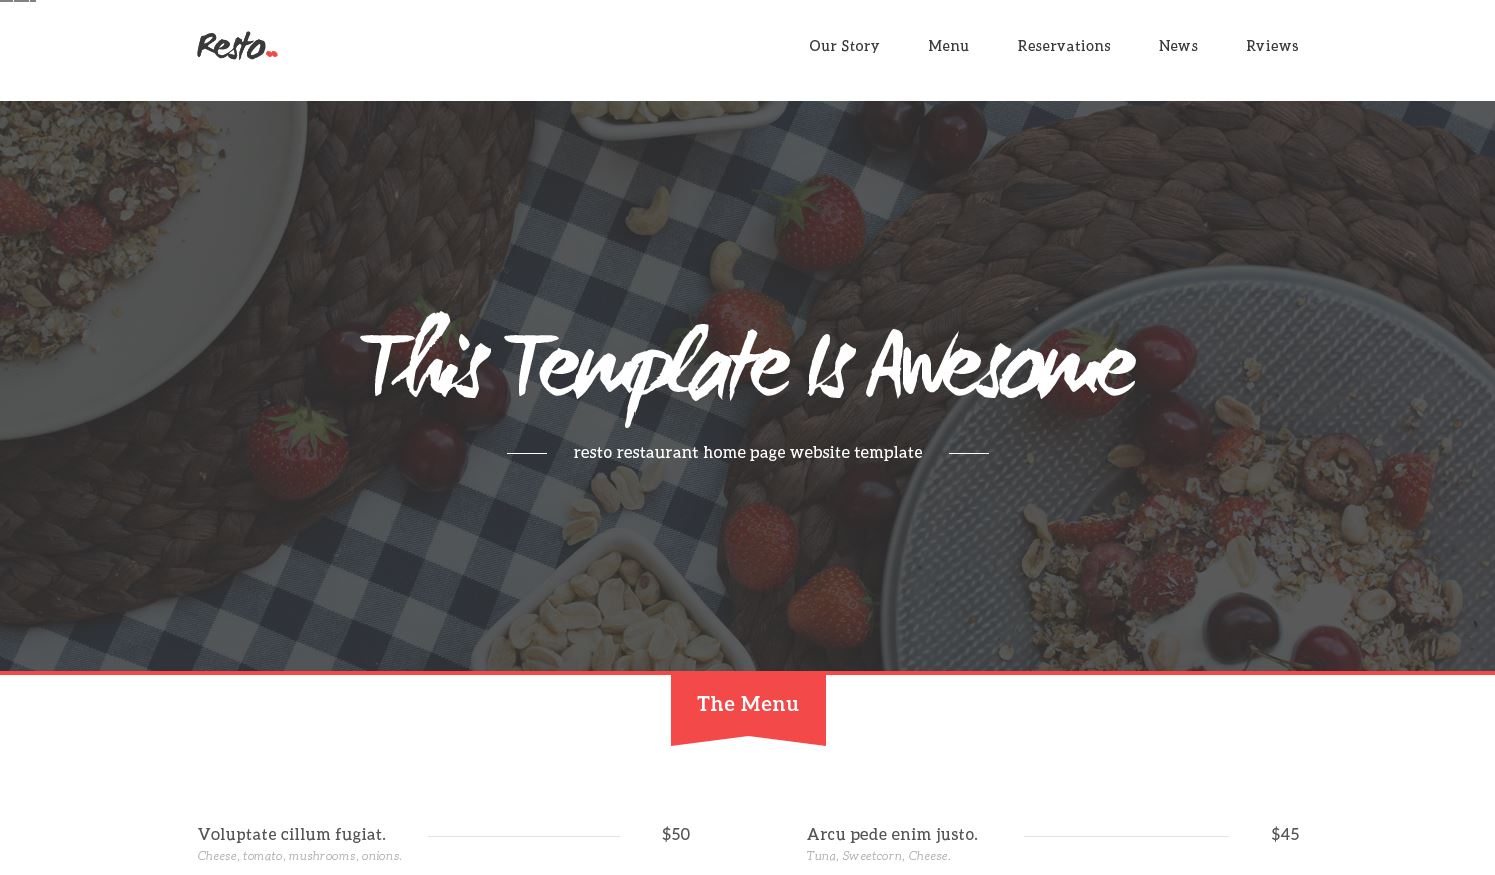 Resto
Our Story Menu Reservations News Rviews
This Template Is Awesome
resto restaurant home page website template
The Menu
Voluptate cillum fugiat. $50
Cheese, tomato, mushrooms, onions.
Arcu pede enim justo. $45
Tuna, Sweetcorn, Cheese.